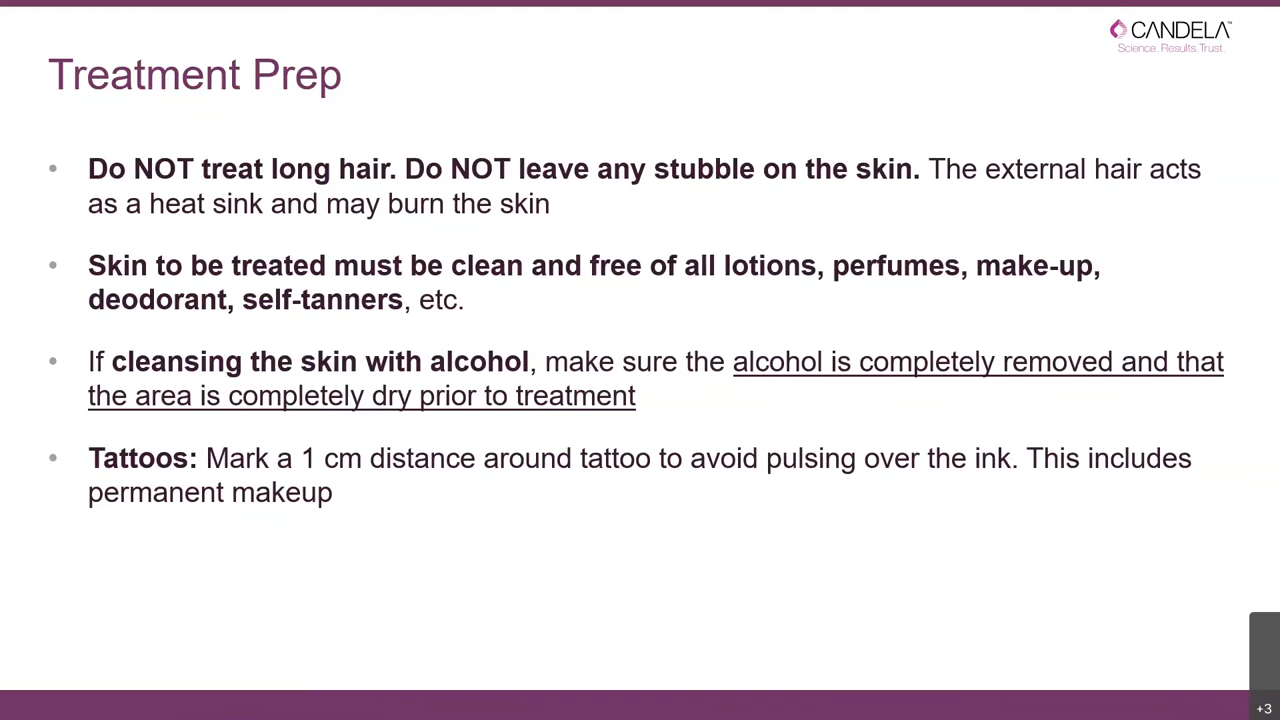 CANDELA™
Science. Results. Trust.
Treatment Prep
• Do NOT treat long hair. Do NOT leave any stubble on the skin. The external hair acts
as a heat sink and may burn the skin
• Skin to be treated must be clean and free of all lotions, perfumes, make-up,
deodorant, self-tanners, etc.
• If cleansing the skin with alcohol, make sure the alcohol is completely removed and that
the area is completely dry prior to treatment
• Tattoos: Mark a 1 cm distance around tattoo to avoid pulsing over the ink. This includes
permanent makeup
+3